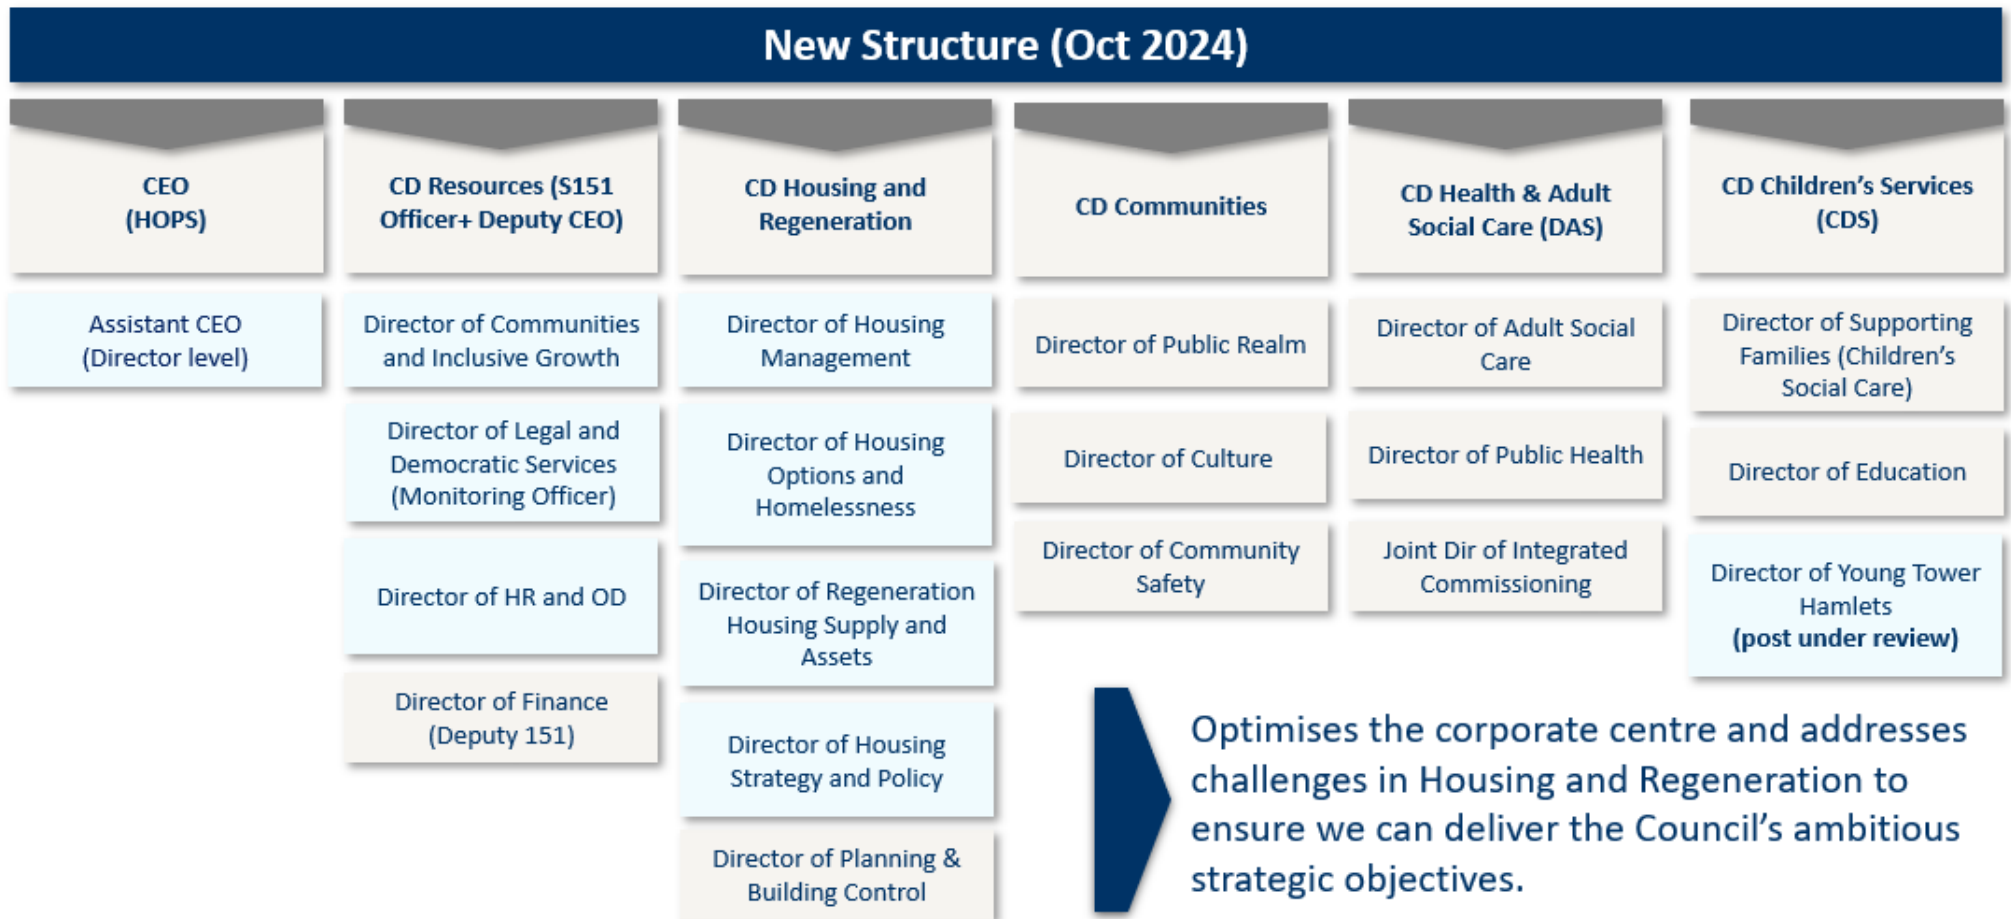 New Structure (Oct 2024)
CEO
(HOPS)
CD Resources (S151
Officer+ Deputy CEO)
CD Housing and
Regeneration
CD Communities
CD Health & Adult
Social Care (DAS)
CD Children's Services
(CDS)
Assistant CEO
(Director level)
Director of Communities
and Inclusive Growth
Director of Legal and
Democratic Services
(Monitoring Officer)
Director of HR and OD
Director of Finance
(Deputy 151)
Director of Housing
Management
Director of Housing
Options and
Homelessness
Director of Regeneration
Housing Supply and
Assets
Director of Housing
Strategy and Policy
Director of Planning &
Building Control
Director of Public Realm
Director of Culture
Director of Community
Safety
Director of Adult Social
Care
Director of Public Health
Joint Dir of Integrated
Commissioning
Director of Supporting
Families (Children's
Social Care)
Director of Education
Director of Young Tower
Hamlets
(post under review)
Optimises the corporate centre and addresses
challenges in Housing and Regeneration to
ensure we can deliver the Council's ambitious
strategic objectives.